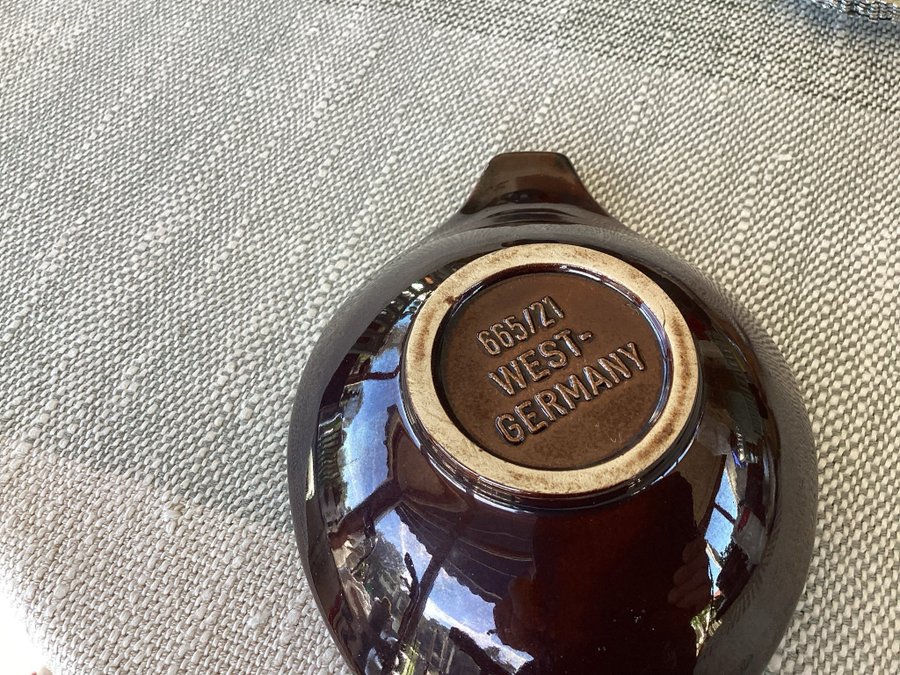 665/21
WEST-
GERMANY